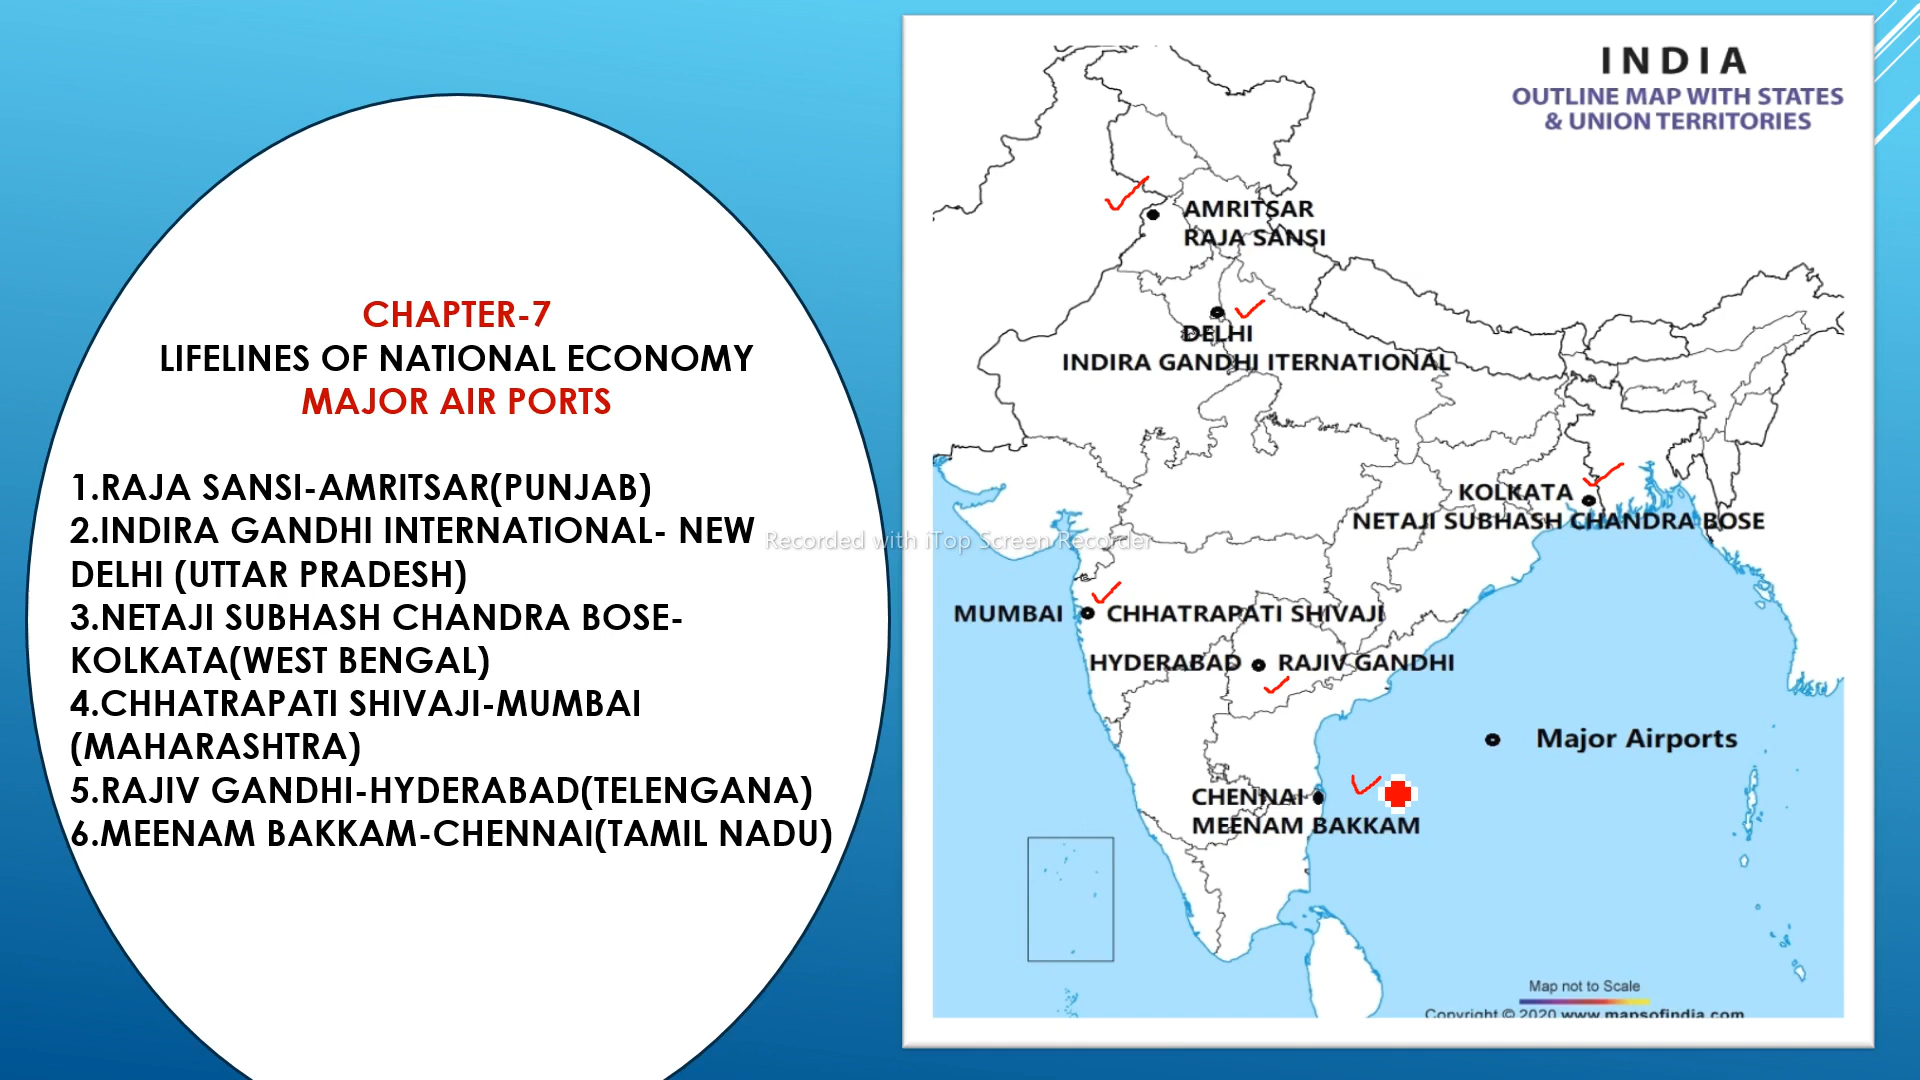 CHAPTER-7
LIFELINES OF NATIONAL ECONOMY
MAJOR AIR PORTS
1.RAJA SANSI-AMRITSAR(PUNJAB)
2.INDIRA GANDHI INTERNATIONAL- NEW
DELHI (UTTAR PRADESH)
3.NETAJI SUBHASH CHANDRA BOSE-
KOLKATA(WEST BENGAL)
4.CHHATRAPATI SHIVAJI-MUMBAI
(MAHARASHTRA)
5.RAJIV GANDHI-HYDERABAD(TELENGANA)
6.MEENAM BAKKAM-CHENNAI(TAMIL NADU)
Recorded with iTop Screen Recorder
INDIA
OUTLINE MAP WITH STATES
& UNION TERRITORIES
AMRITSAR
RAJA SANSI
DELHI
INDIRA GANDHI ITERNATIONAL
KOLKATA
NETAJI SUBHASH CHANDRA BOSE
MUMBAI CHHATRAPATI SHIVAJI
HYDERABAD RAJIV GANDHI
Major Airports
CHENNAI
MEENAM BAKKAM
Map not to Scale
Copyright © 2020 www.mapsofindia.com